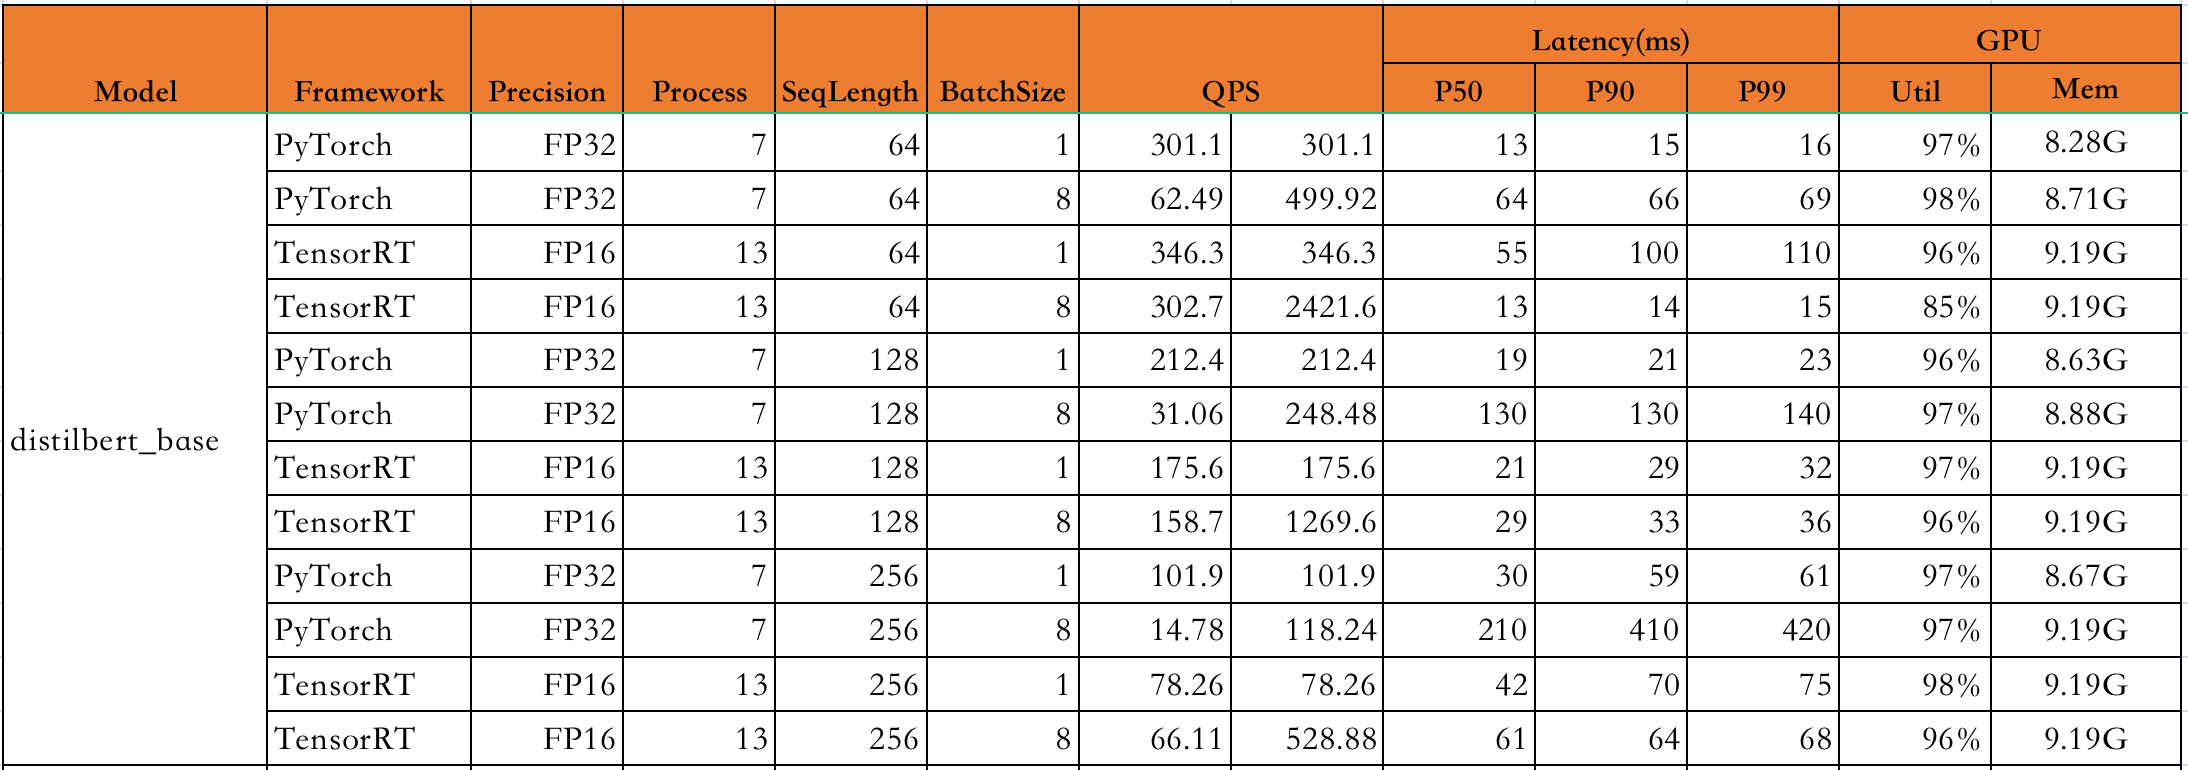 Model Framework Precision Process SeqLength BatchSize QPS Latency(ms) GPU
P50 P90 P99 Util Mem
distilbert_base
PyTorch FP32 7 64 1 301.1 301.1 13 15 16 97% 8.28G
PyTorch FP32 7 64 8 62.49 499.92 64 66 69 98% 8.71G
TensorRT FP16 13 64 1 346.3 346.3 55 100 110 96% 9.19G
TensorRT FP16 13 64 8 302.7 2421.6 13 14 15 85% 9.19G
PyTorch FP32 7 128 1 212.4 212.4 19 21 23 96% 8.63G
PyTorch FP32 7 128 8 31.06 248.48 130 130 140 97% 8.88G
TensorRT FP16 13 128 1 175.6 175.6 21 29 32 97% 9.19G
TensorRT FP16 13 128 8 158.7 1269.6 29 33 36 96% 9.19G
PyTorch FP32 7 256 1 101.9 101.9 30 59 61 97% 8.67G
PyTorch FP32 7 256 8 14.78 118.24 210 410 420 97% 9.19G
TensorRT FP16 13 256 1 78.26 78.26 42 70 75 98% 9.19G
TensorRT FP16 13 256 8 66.11 528.88 61 64 68 96% 9.19G